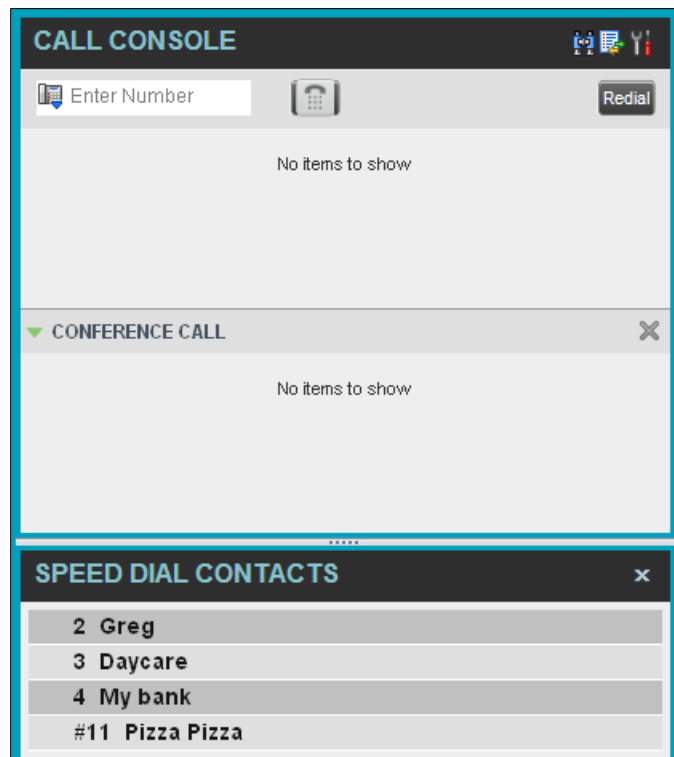 CALL CONSOLE
Enter Number
Redial
No items to show
CONFERENCE CALL
No items to show
SPEED DIAL CONTACTS
2 Greg
3 Daycare
4 My bank
#11 Pizza Pizza